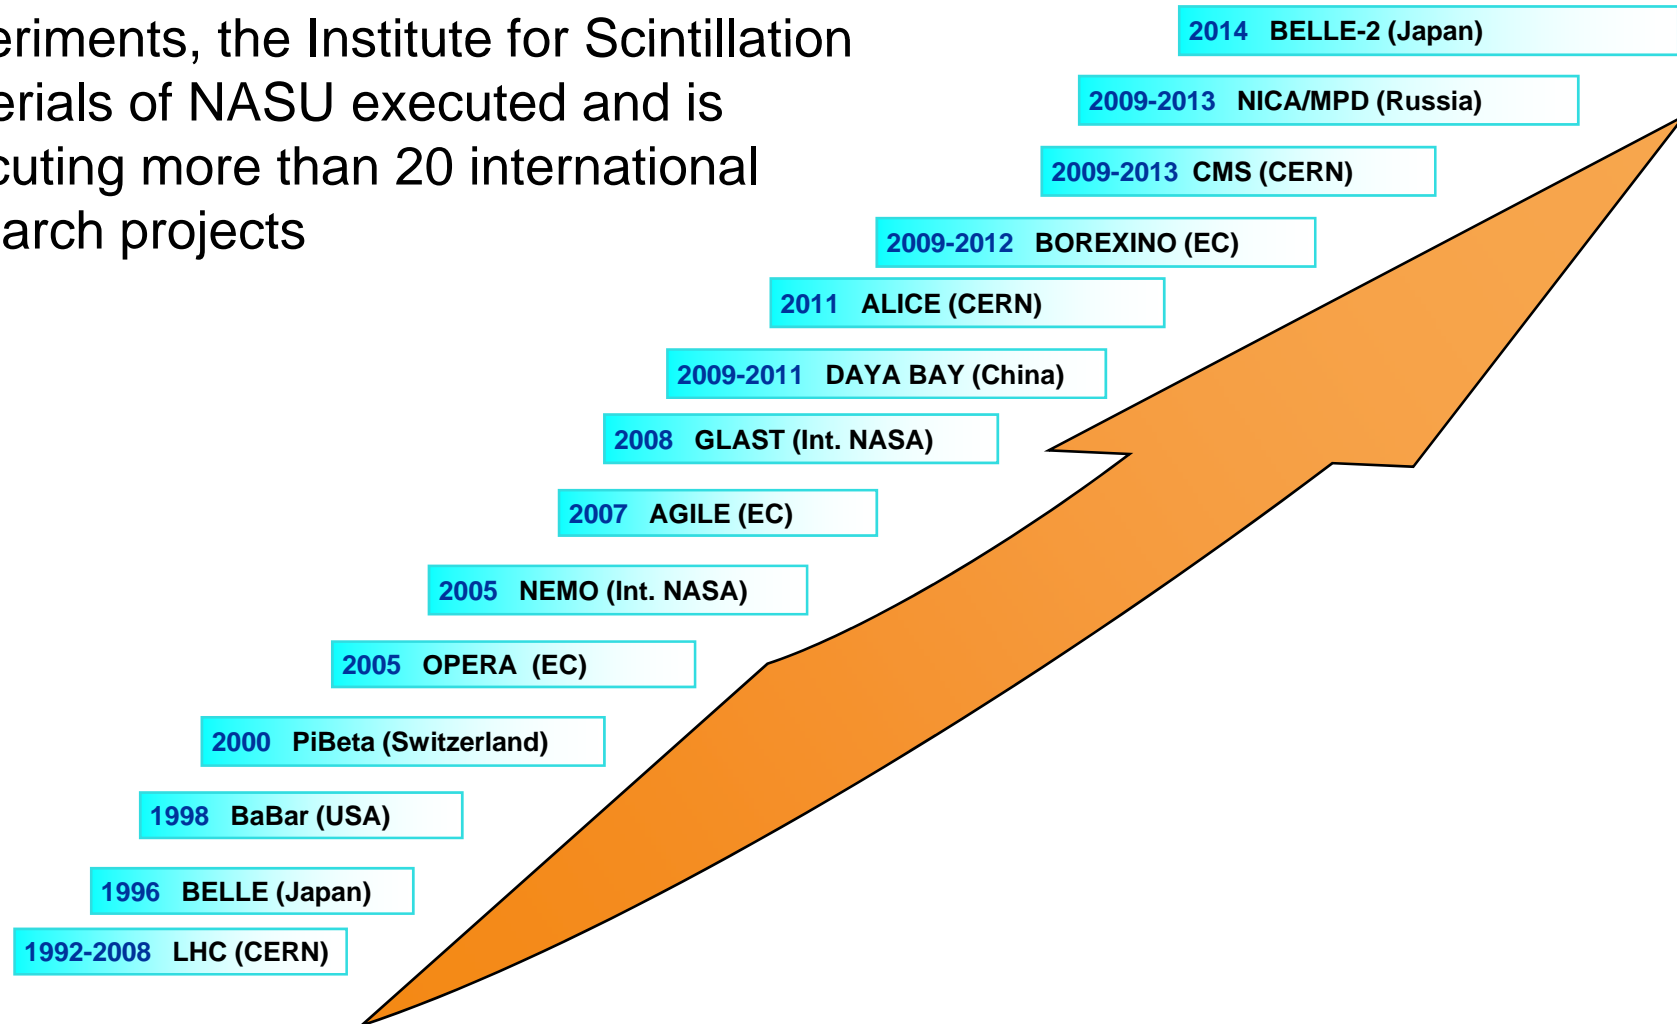 eriments, the Institute for Scintillation
erials of NASU executed and is
cuting more than 20 international
arch projects
2014 BELLE-2 (Japan)
2009-2013 NICA/MPD (Russia)
2009-2013 CMS (CERN)
2009-2012 BOREXINO (EC)
2011 ALICE (CERN)
2009-2011 DAYA BAY (China)
2008 GLAST (Int. NASA)
2007 AGILE (EC)
2005 NEMO (Int. NASA)
2005 OPERA (EC)
2000 PiBeta (Switzerland)
1998 BaBar (USA)
1996 BELLE (Japan)
1992-2008 LHC (CERN)